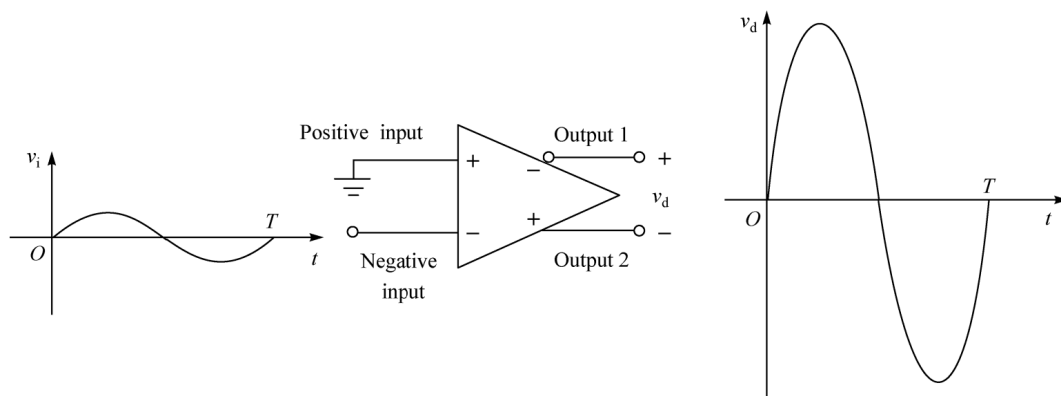 v_i
O
T
t
Positive input
+
−
Negative
input
−
+
Output 1
+
v_d
−
Output 2
v_d
O
T
t